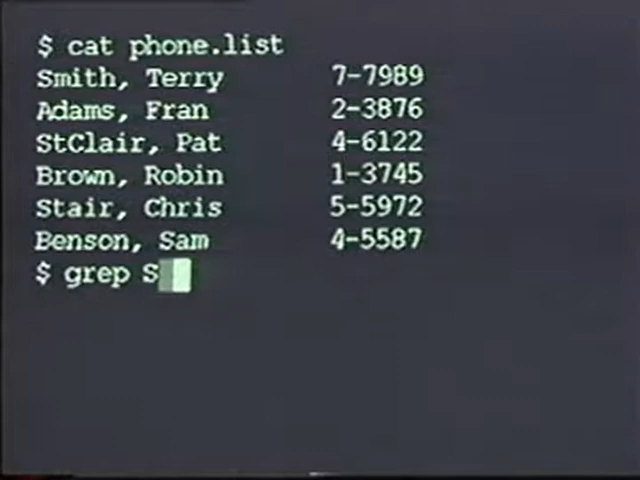 $ cat phone.list
Smith, Terry 7-7989
Adams, Fran 2-3876
StClair, Pat 4-6122
Brown, Robin 1-3745
Stair, Chris 5-5972
Benson, Sam 4-5587
$ grep S